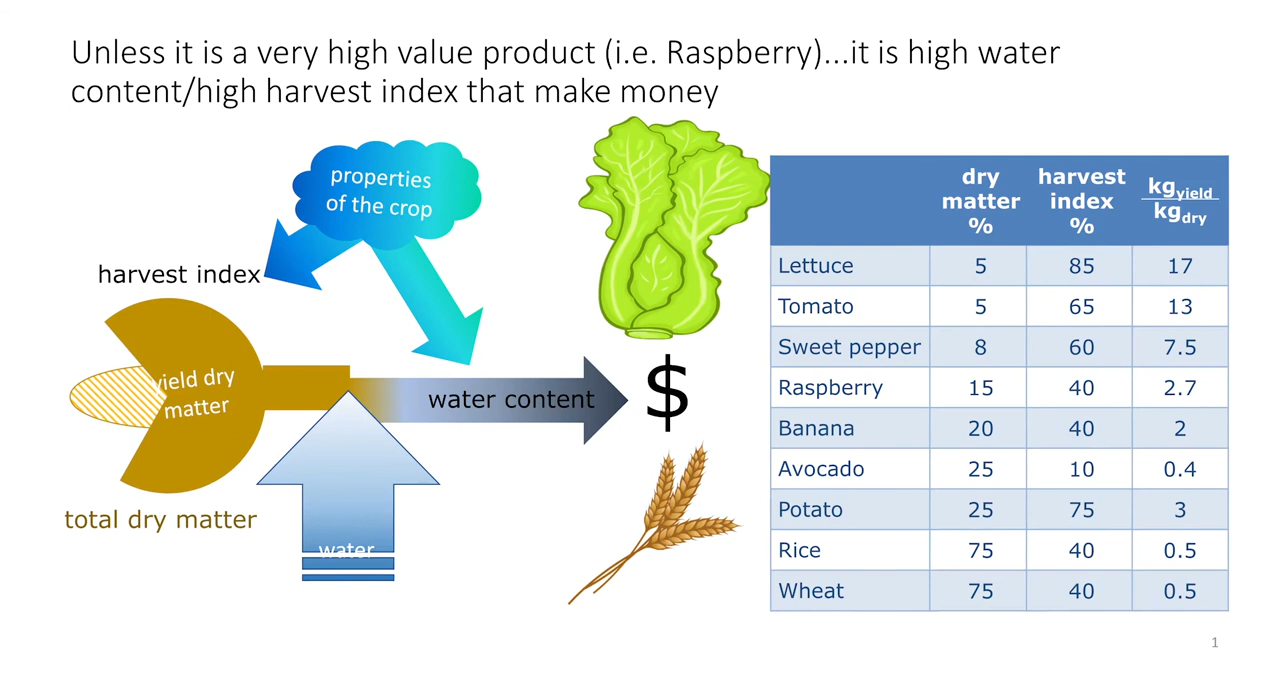 Unless it is a very high value product (i.e. Raspberry)...it is high water
content/high harvest index that make money
properties
of the crop
harvest index
yield dry
matter
total dry matter
water content
water
$
dry
matter
%
harvest
index
%
kgyield
kgdry
Lettuce 5 85 17
Tomato 5 65 13
Sweet pepper 8 60 7.5
Raspberry 15 40 2.7
Banana 20 40 2
Avocado 25 10 0.4
Potato 25 75 3
Rice 75 40 0.5
Wheat 75 40 0.5
1